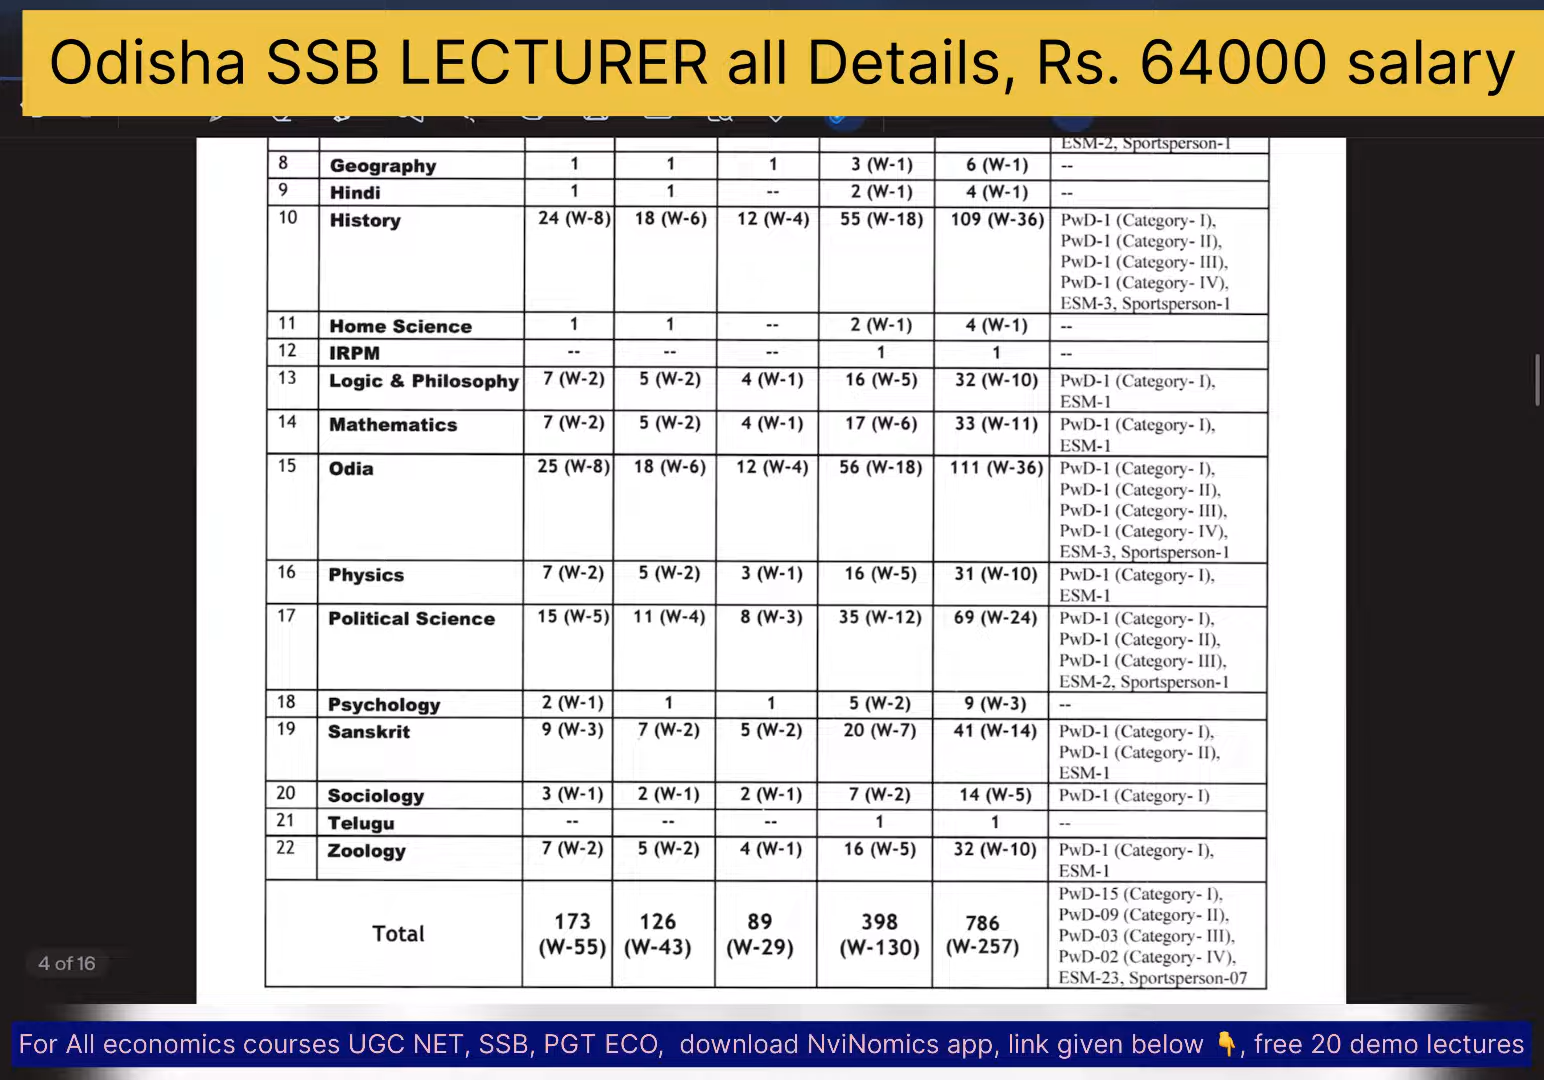 Odisha SSB LECTURER all Details, Rs. 64000 salary
ESM-2, Sportsperson-1
8 Geography 1 1 1 3 (W-1) 6 (W-1) --
9 Hindi 1 1 -- 2 (W-1) 4 (W-1) --
10 History 24 (W-8) 18 (W-6) 12 (W-4) 55 (W-18) 109 (W-36) PwD-1 (Category- I),
PwD-1 (Category- II),
PwD-1 (Category- III),
PwD-1 (Category- IV),
ESM-3, Sportsperson-1
11 Home Science 1 1 -- 2 (W-1) 4 (W-1) --
12 IRPM -- -- -- 1 1 --
13 Logic & Philosophy 7 (W-2) 5 (W-2) 4 (W-1) 16 (W-5) 32 (W-10) PwD-1 (Category- I),
ESM-1
14 Mathematics 7 (W-2) 5 (W-2) 4 (W-1) 17 (W-6) 33 (W-11) PwD-1 (Category- I),
ESM-1
15 Odia 25 (W-8) 18 (W-6) 12 (W-4) 56 (W-18) 111 (W-36) PwD-1 (Category- I),
PwD-1 (Category- II),
PwD-1 (Category- III),
PwD-1 (Category- IV),
ESM-3, Sportsperson-1
16 Physics 7 (W-2) 5 (W-2) 3 (W-1) 16 (W-5) 31 (W-10) PwD-1 (Category- I),
ESM-1
17 Political Science 15 (W-5) 11 (W-4) 8 (W-3) 35 (W-12) 69 (W-24) PwD-1 (Category- I),
PwD-1 (Category- II),
PwD-1 (Category- III),
ESM-2, Sportsperson-1
18 Psychology 2 (W-1) 1 1 5 (W-2) 9 (W-3) --
19 Sanskrit 9 (W-3) 7 (W-2) 5 (W-2) 20 (W-7) 41 (W-14) PwD-1 (Category- I),
PwD-1 (Category- II),
ESM-1
20 Sociology 3 (W-1) 2 (W-1) 2 (W-1) 7 (W-2) 14 (W-5) PwD-1 (Category- I)
21 Telugu -- -- -- 1 1 --
22 Zoology 7 (W-2) 5 (W-2) 4 (W-1) 16 (W-5) 32 (W-10) PwD-1 (Category- I),
ESM-1
Total 173 126 89 398 786 PwD-15 (Category- I),
(W-55) (W-43) (W-29) (W-130) (W-257) PwD-09 (Category- II),
PwD-03 (Category- III),
PwD-02 (Category- IV),
ESM-23, Sportsperson-07
4 of 16
For All economics courses UGC NET, SSB, PGT ECO, download NviNomics app, link given below 👇, free 20 demo lectures